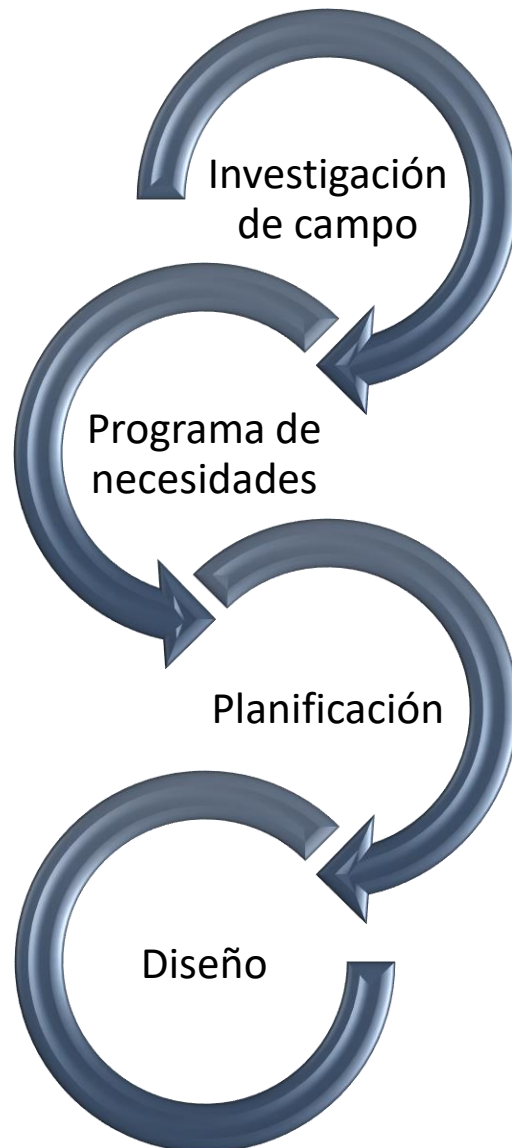 Investigación
de campo
Programa de
necesidades
Planificación
Diseño